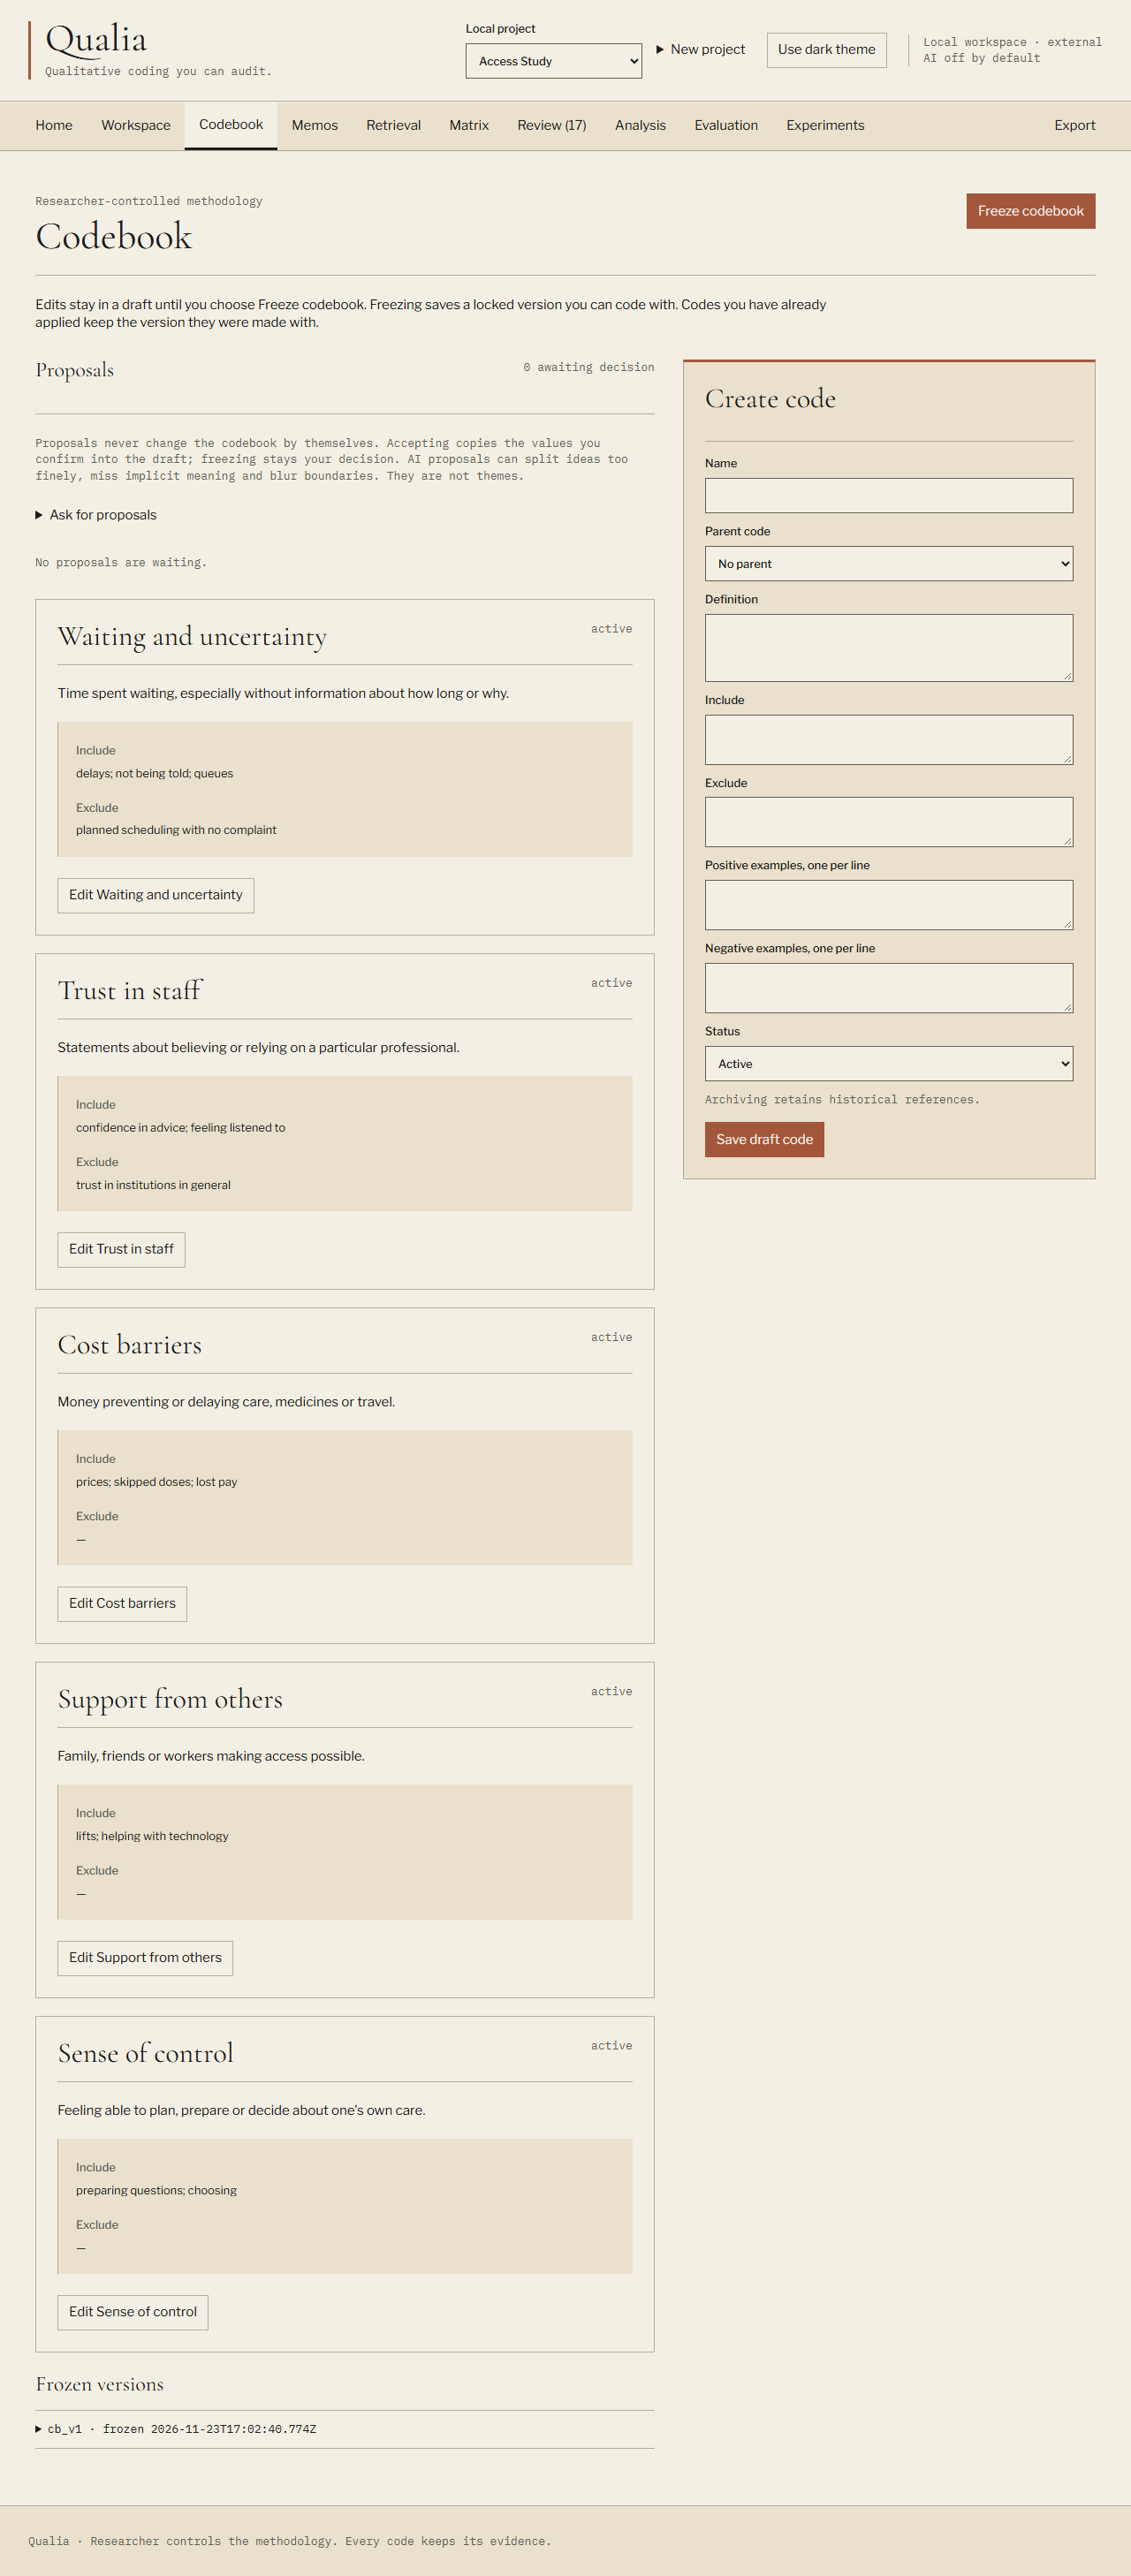 Qualia
Qualitative coding you can audit.
Local project
Access Study
New project
Use dark theme
Local workspace · external
AI off by default
Home
Workspace
Codebook
Memos
Retrieval
Matrix
Review (17)
Analysis
Evaluation
Experiments
Export
Researcher-controlled methodology
Codebook
Freeze codebook
Edits stay in a draft until you choose Freeze codebook. Freezing saves a locked version you can code with. Codes you have already
applied keep the version they were made with.
Proposals
0 awaiting decision
Proposals never change the codebook by themselves. Accepting copies the values you
confirm into the draft; freezing stays your decision. AI proposals can split ideas too
finely, miss implicit meaning and blur boundaries. They are not themes.
Ask for proposals
No proposals are waiting.
Waiting and uncertainty
active
Time spent waiting, especially without information about how long or why.
Include
delays; not being told; queues
Exclude
planned scheduling with no complaint
Edit Waiting and uncertainty
Trust in staff
active
Statements about believing or relying on a particular professional.
Include
confidence in advice; feeling listened to
Exclude
trust in institutions in general
Edit Trust in staff
Cost barriers
active
Money preventing or delaying care, medicines or travel.
Include
prices; skipped doses; lost pay
Exclude
—
Edit Cost barriers
Support from others
active
Family, friends or workers making access possible.
Include
lifts; helping with technology
Exclude
—
Edit Support from others
Sense of control
active
Feeling able to plan, prepare or decide about one's own care.
Include
preparing questions; choosing
Exclude
—
Edit Sense of control
Frozen versions
cb_v1 · frozen 2026-11-23T17:02:40.774Z
Create code
Name
Parent code
No parent
Definition
Include
Exclude
Positive examples, one per line
Negative examples, one per line
Status
Active
Archiving retains historical references.
Save draft code
Qualia · Researcher controls the methodology. Every code keeps its evidence.